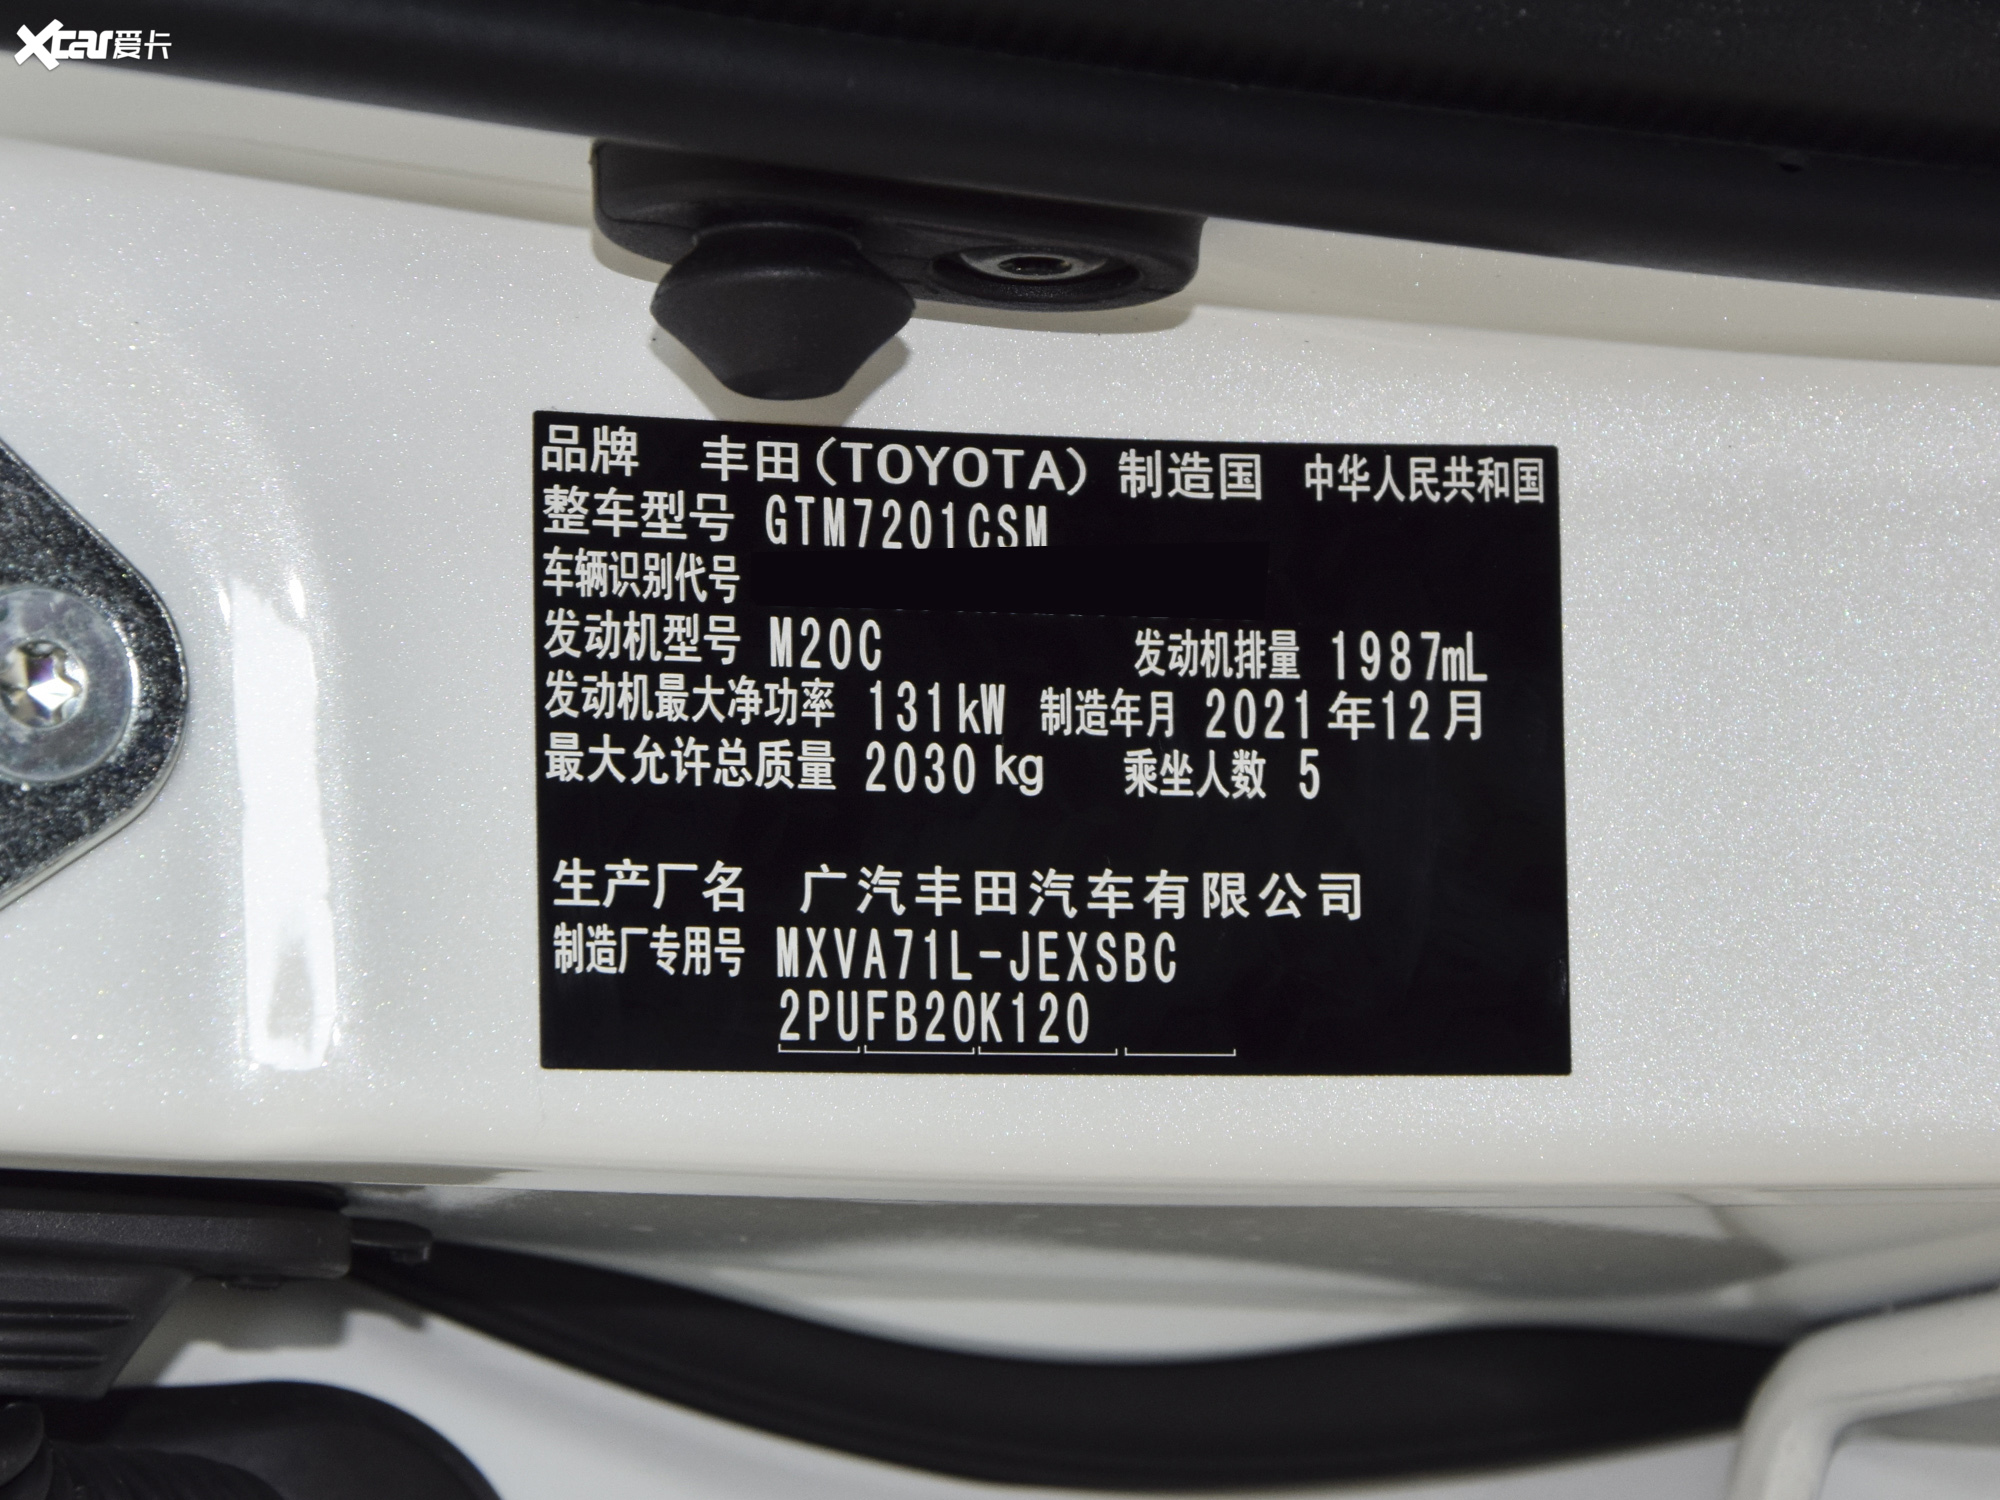 Xcar爱卡
品牌 丰田(TOYOTA) 制造国 中华人民共和国
整车型号 GTM7201CSM
车辆识别代号
发动机型号 M20C 发动机排量 1987mL
发动机最大净功率 131kW 制造年月 2021年12月
最大允许总质量 2030kg 乘坐人数 5
生产厂名 广汽丰田汽车有限公司
制造厂专用号 MXVA71L-JEXSBC
2PUFB20K120